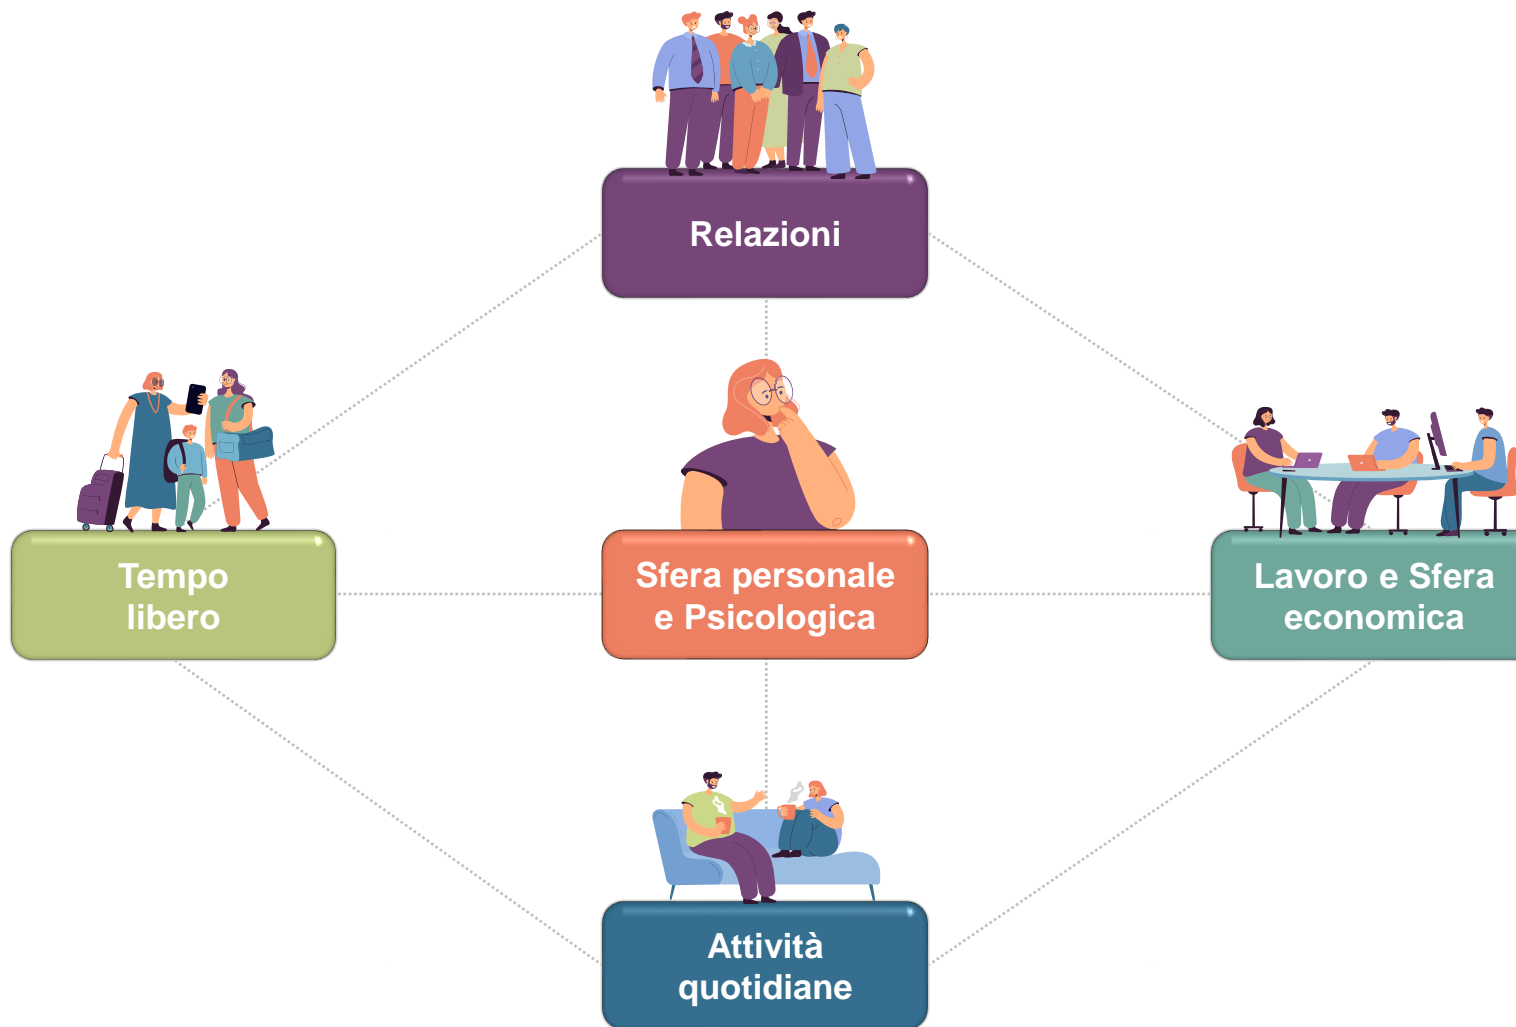 Relazioni
Tempo
libero
Sfera personale
e Psicologica
Lavoro e Sfera
economica
Attività
quotidiane